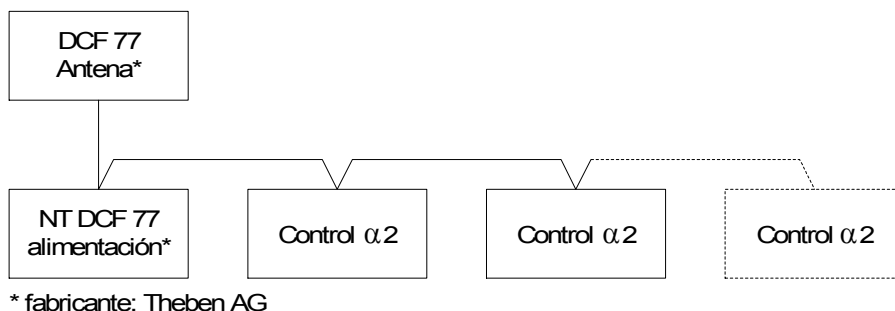 DCF 77
Antena*
NT DCF 77
alimentación*
Control α2
Control α2
Control α2
* fabricante: Theben AG